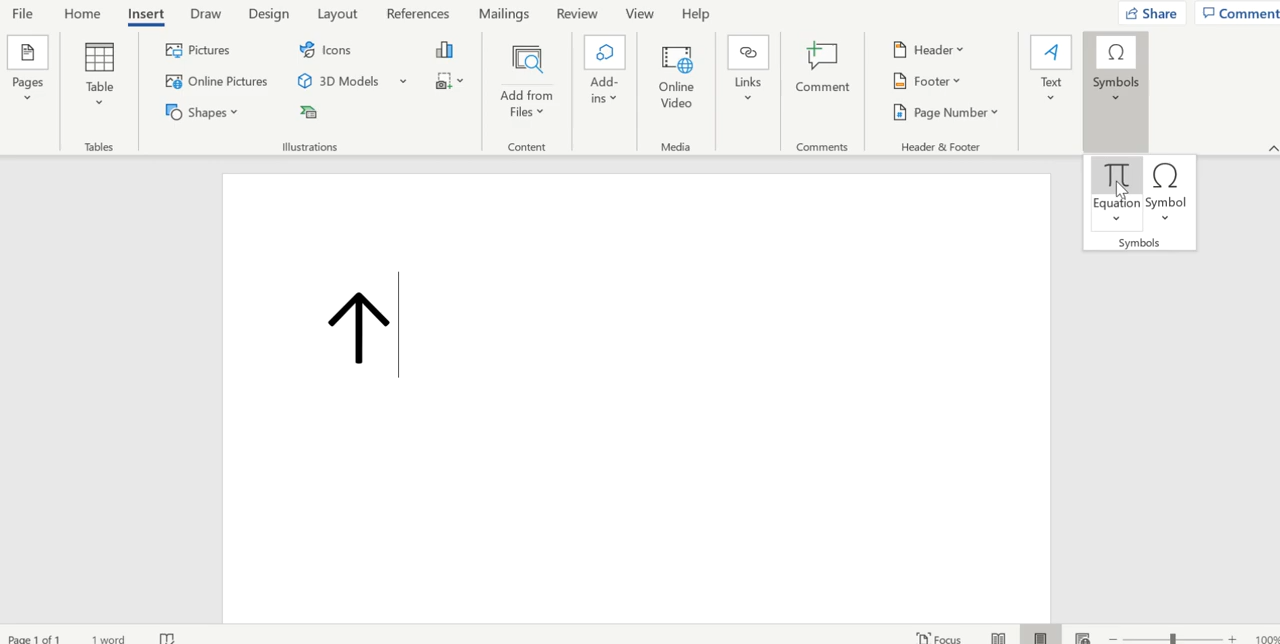 File Insert Home Draw Design Layout References Mailings Review View Help Share Comment
Pages
Table
Tables
Pictures
Online Pictures
Shapes
Icons
3D Models
Illustrations
Add from
Files
Content
Add-
ins
Online
Video
Media
Links
Comment
Comments
Header
Footer
Page Number
Header & Footer
Text
Ω
Symbols
π
Equation
Ω
Symbol
Symbols
↑
Page 1 of 1 1 word Focus 100%